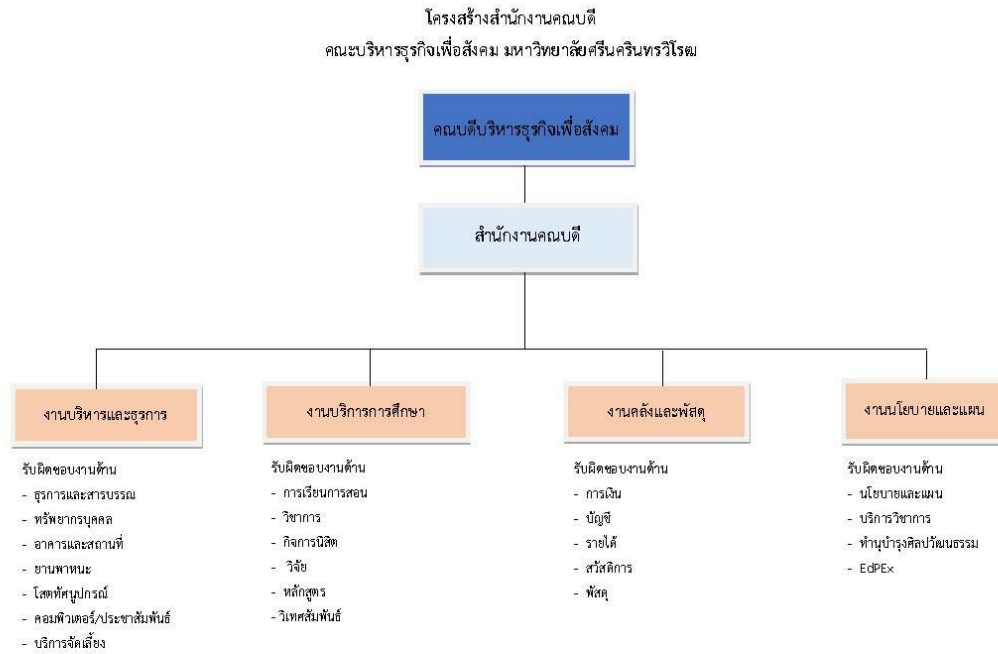 โครงสร้างสำนักงานคณบดี
คณะบริหารธุรกิจเพื่อสังคม มหาวิทยาลัยศรีนครินทรวิโรฒ
คณบดีบริหารธุรกิจเพื่อสังคม
สำนักงานคณบดี
งานบริหารและธุรการ
รับผิดชอบงานด้าน
- ธุรการและสารบรรณ
- ทรัพยากรบุคคล
- อาคารและสถานที่
- ยานพาหนะ
- โสตทัศนูปกรณ์
- คอมพิวเตอร์/ประชาสัมพันธ์
- บริการจัดเลี้ยง
งานบริการการศึกษา
รับผิดชอบงานด้าน
- การเรียนการสอน
- วิชาการ
- กิจการนิสิต
- วิจัย
- หลักสูตร
- วิเทศสัมพันธ์
งานคลังและพัสดุ
รับผิดชอบงานด้าน
- การเงิน
- บัญชี
- รายได้
- สวัสดิการ
- พัสดุ
งานนโยบายและแผน
รับผิดชอบงานด้าน
- นโยบายและแผน
- บริการวิชาการ
- ทำนุบำรุงศิลปวัฒนธรรม
- EdPEx